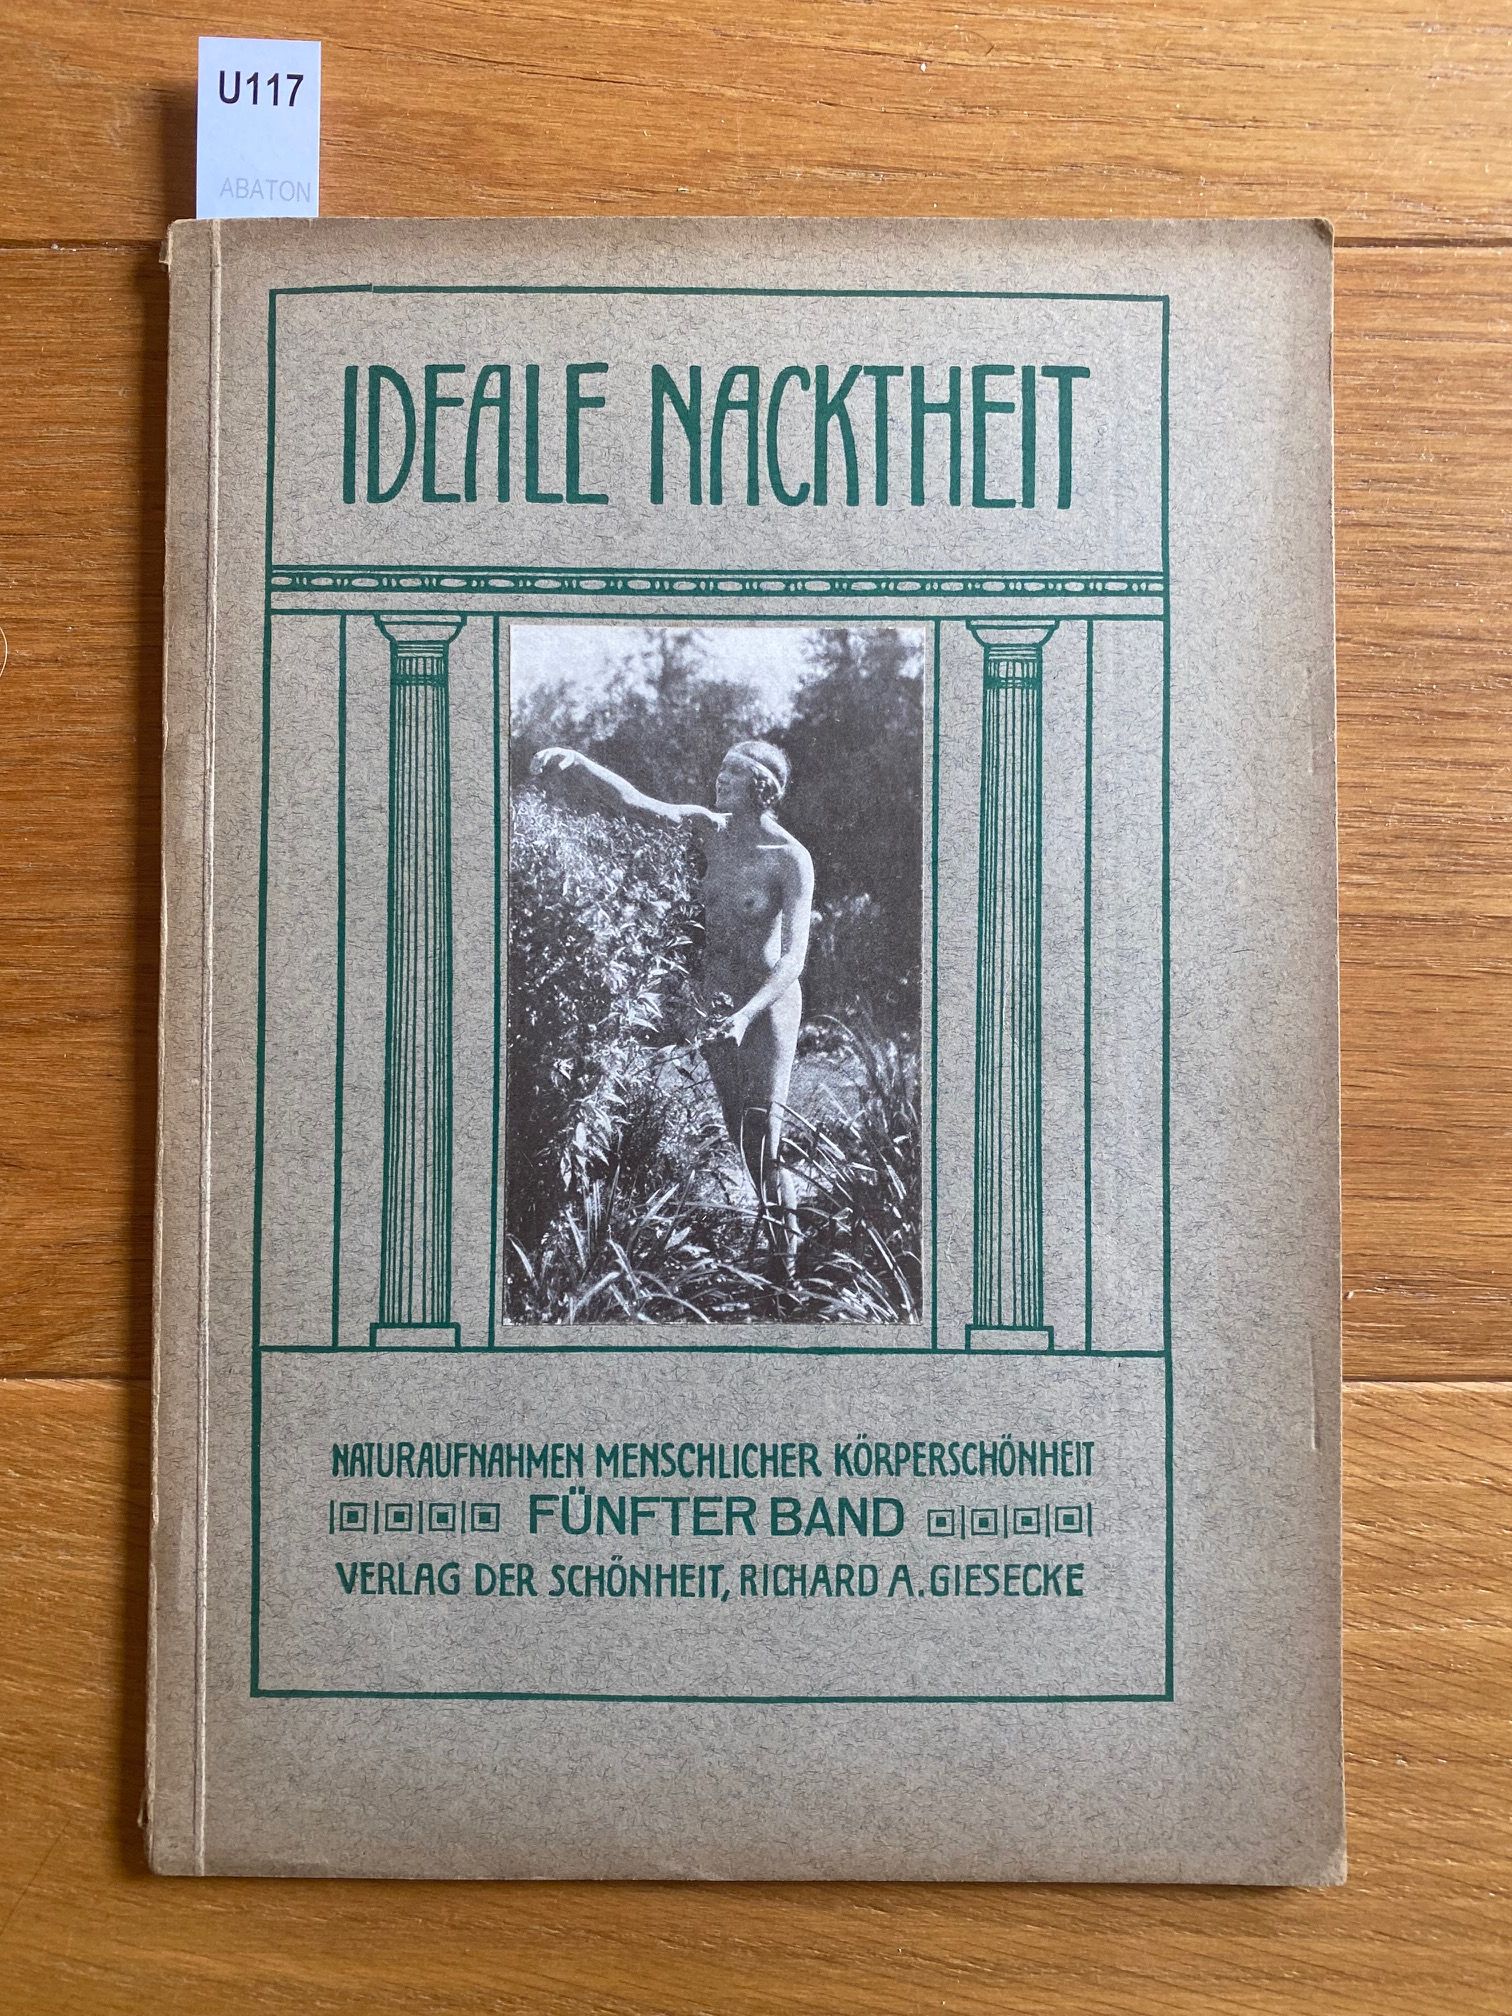 U117
ABATON
IDEALE NACKTHEIT
NATURAUFNAHMEN MENSCHLICHER KÖRPERSCHÖNHEIT
FÜNFTER BAND
VERLAG DER SCHÖNHEIT, RICHARD A. GIESECKE